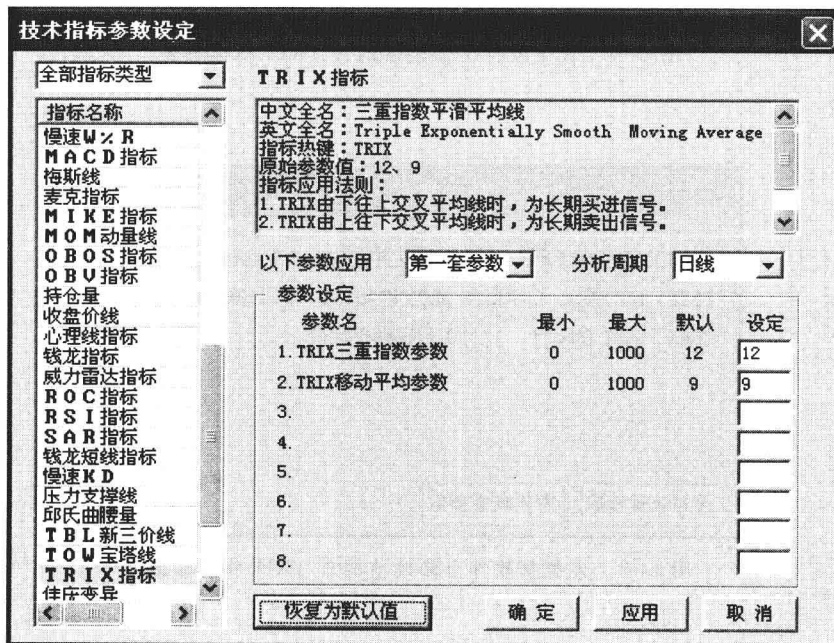 技术指标参数设定
全部指标类型
指标名称
慢速W%R
MACD指标
梅斯线
麦克指标
MIKE指标
MOM动量线
OBOS指标
OBV指标
持仓量
收盘价线
心理线指标
钱龙指标
威力雷达指标
ROC指标
RSI指标
SAR指标
钱龙短线指标
慢速KD
压力支撑线
邱氏曲腰量
TBL新三价线
TOW宝塔线
TRIX指标
TRIX指标
中文全名：三重指数平滑平均线
英文全名：Triple Exponentially Smooth Moving Average
指标热键：TRIX
原始参数值：12、9
指标应用法则：
1.TRIX由下往上交叉平均线时，为长期买进信号。
2.TRIX由上往下交叉平均线时，为长期卖出信号。
以下参数应用 第一套参数 分析周期 日线
参数设定
参数名 最小 最大 默认 设定
1.TRIX三重指数参数 0 1000 12 12
2.TRIX移动平均参数 0 1000 9 9
3.
4.
5.
6.
7.
8.
恢复为默认值 确定 应用 取消